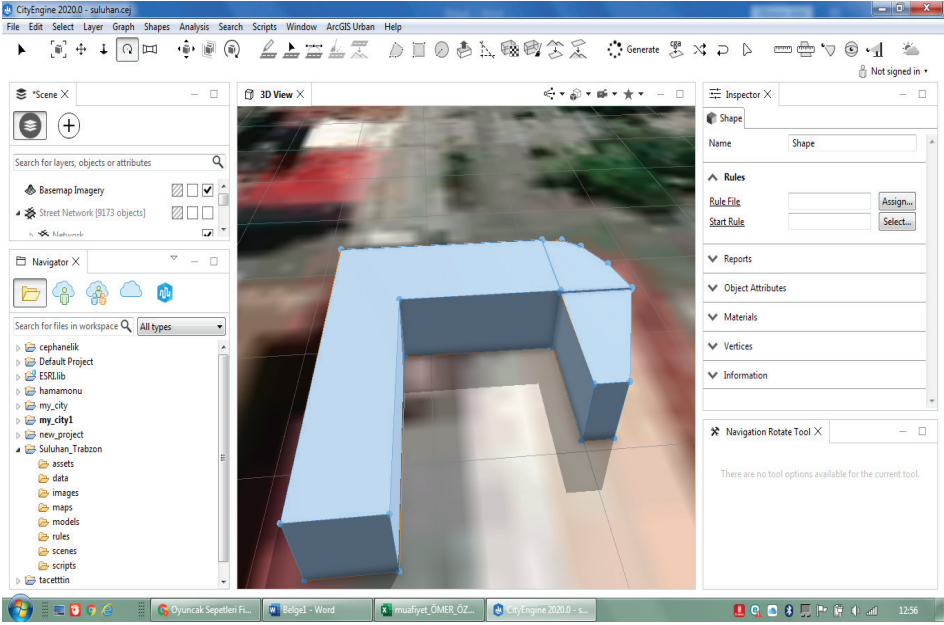 CityEngine 2020.0 - suluhan.cej
File Edit Select Layer Graph Shapes Analysis Search Scripts Window ArcGIS Urban Help
Generate
cga
Not signed in
*Scene
3D View
Inspector
Shape
Search for layers, objects or attributes
Name Shape
Basemap Imagery
Rules
Street Network [9173 objects]
Rule File Assign...
Network
Start Rule Select...
Navigator
Reports
Object Attributes
Search for files in workspace All types
Materials
cephanelik
Default Project
Vertices
ESRI.lib
hamamonu
Information
my_city
my_city1
new_project
Navigation Rotate Tool
Suluhan_Trabzon
assets
There are no tool options available for the current tool.
data
images
maps
models
rules
scenes
scripts
tacetttin
Oyuncak Sepetleri Fi... Belge1 - Word muafiyet_ÖMER_ÖZ... CityEngine 2020.0 - s... 12:56